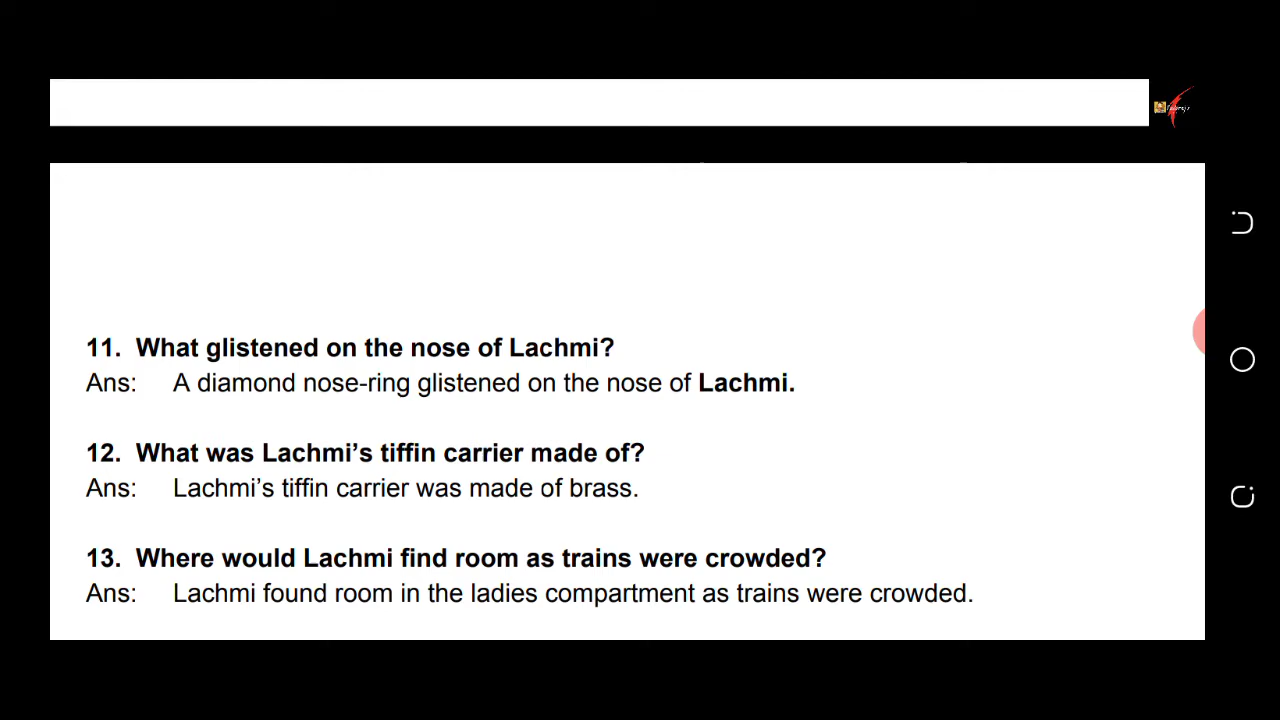 11. What glistened on the nose of Lachmi?
Ans: A diamond nose-ring glistened on the nose of Lachmi.
12. What was Lachmi’s tiffin carrier made of?
Ans: Lachmi’s tiffin carrier was made of brass.
13. Where would Lachmi find room as trains were crowded?
Ans: Lachmi found room in the ladies compartment as trains were crowded.